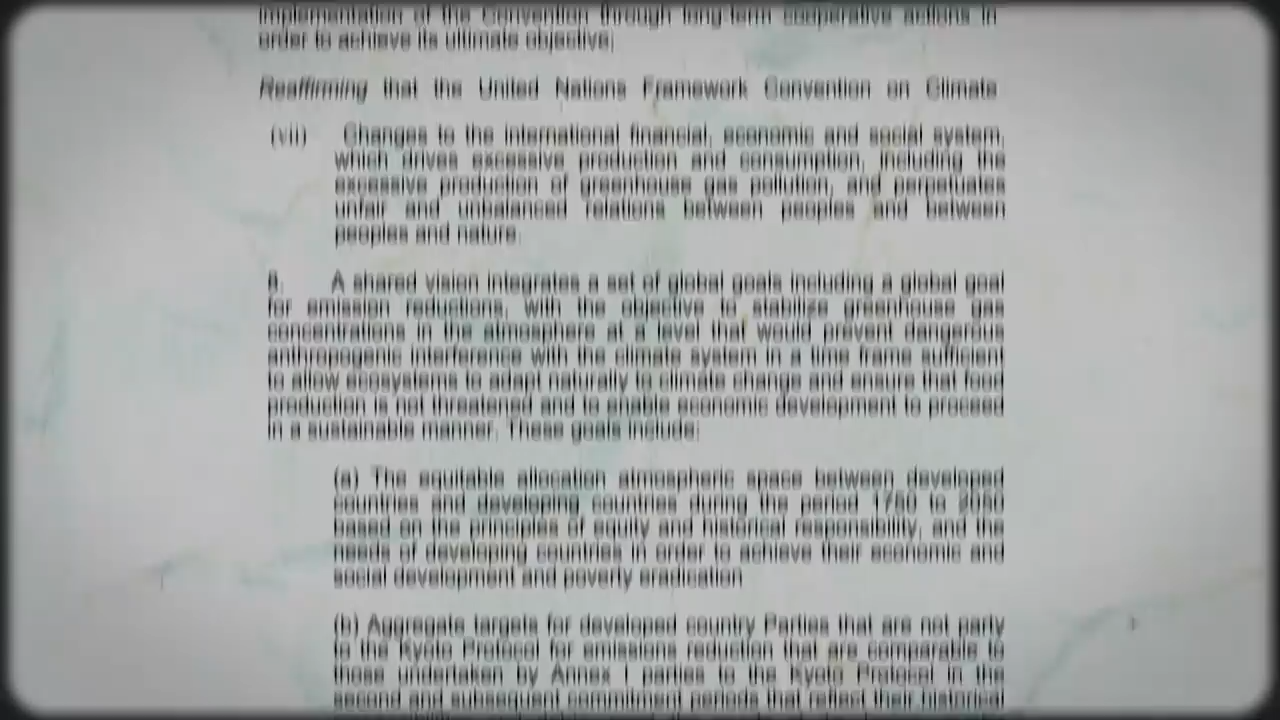 implementation of the Convention through long-term cooperative actions in
order to achieve its ultimate objective;
Reaffirming that the United Nations Framework Convention on Climate
(vii) Changes to the international financial, economic and social system,
which drives excessive production and consumption, including the
excessive production of greenhouse gas pollution, and perpetuates
unfair and unbalanced relations between peoples and between
peoples and nature.
8. A shared vision integrates a set of global goals including a global goal
for emission reductions, with the objective to stabilize greenhouse gas
concentrations in the atmosphere at a level that would prevent dangerous
anthropogenic interference with the climate system in a time frame sufficient
to allow ecosystems to adapt naturally to climate change and ensure that food
production is not threatened and to enable economic development to proceed
in a sustainable manner. These goals include:
(a) The equitable allocation atmospheric space between developed
countries and developing countries during the period 1750 to 2050
based on the principles of equity and historical responsibility, and the
needs of developing countries in order to achieve their economic and
social development and poverty eradication
(b) Aggregate targets for developed country Parties that are not party
to the Kyoto Protocol for emissions reduction that are comparable to
those undertaken by Annex I parties to the Kyoto Protocol in the
second and subsequent commitment periods that reflect their historical